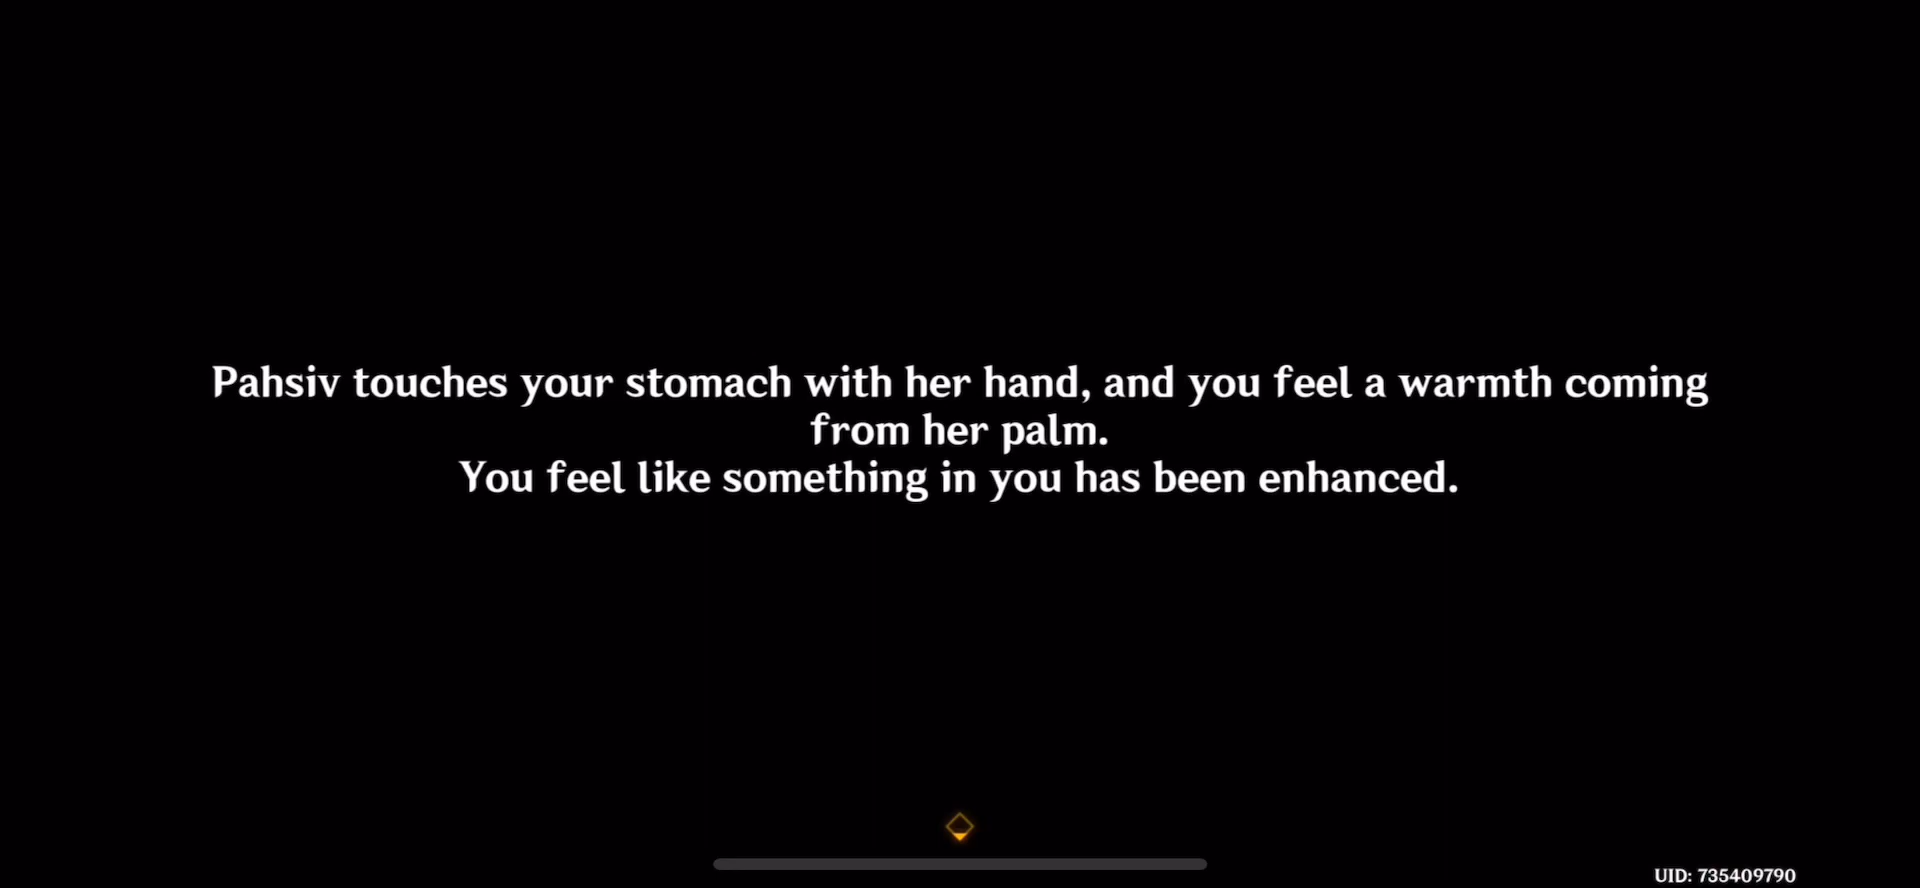 Pahsiv touches your stomach with her hand, and you feel a warmth coming
from her palm.
You feel like something in you has been enhanced.
UID: 735409790